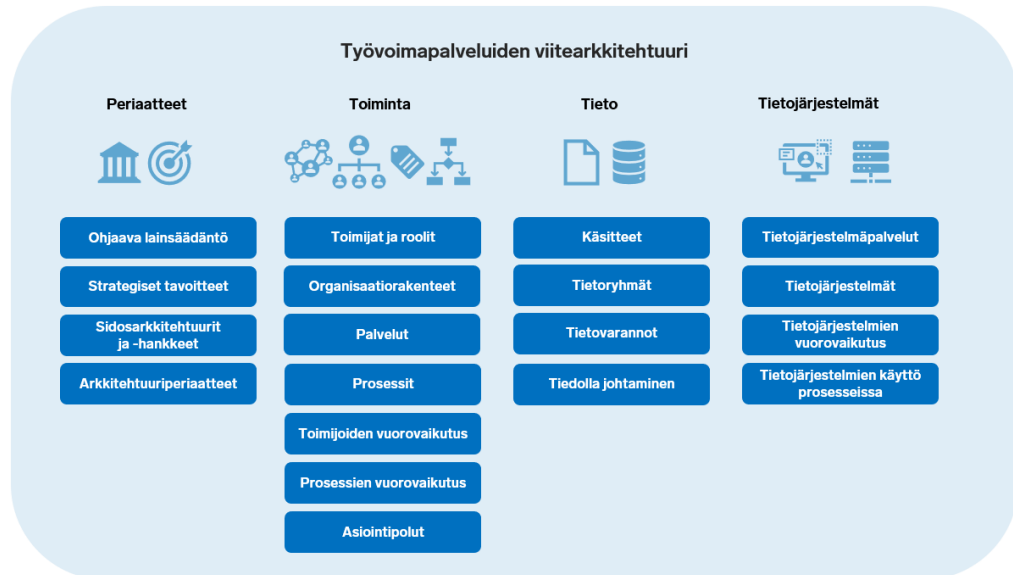 Työvoimapalveluiden viitearkkitehtuuri
Periaatteet
Ohjaava lainsäädäntö
Strategiset tavoitteet
Sidosarkkitehtuurit
ja -hankkeet
Arkkitehtuuriperiaatteet
Toiminta
Toimijat ja roolit
Organisaatiorakenteet
Palvelut
Prosessit
Toimijoiden vuorovaikutus
Prosessien vuorovaikutus
Asiointipolut
Tieto
Käsitteet
Tietoryhmät
Tietovarannot
Tiedolla johtaminen
Tietojärjestelmät
Tietojärjestelmäpalvelut
Tietojärjestelmät
Tietojärjestelmien
vuorovaikutus
Tietojärjestelmien käyttö
prosesseissa